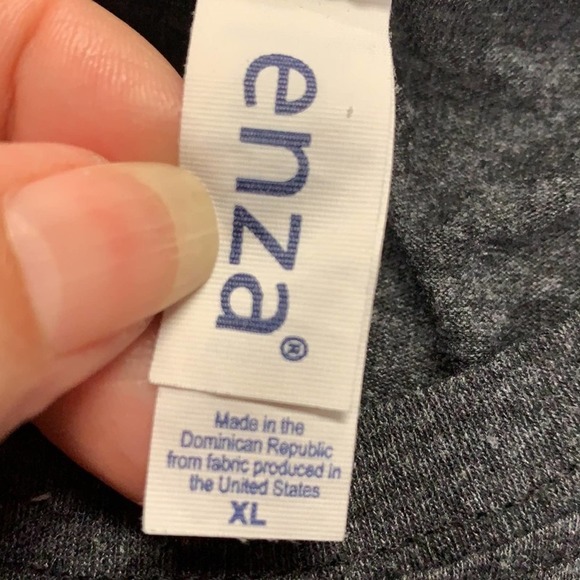 enza®
Made in the
Dominican Republic
from fabric produced in
the United States
XL